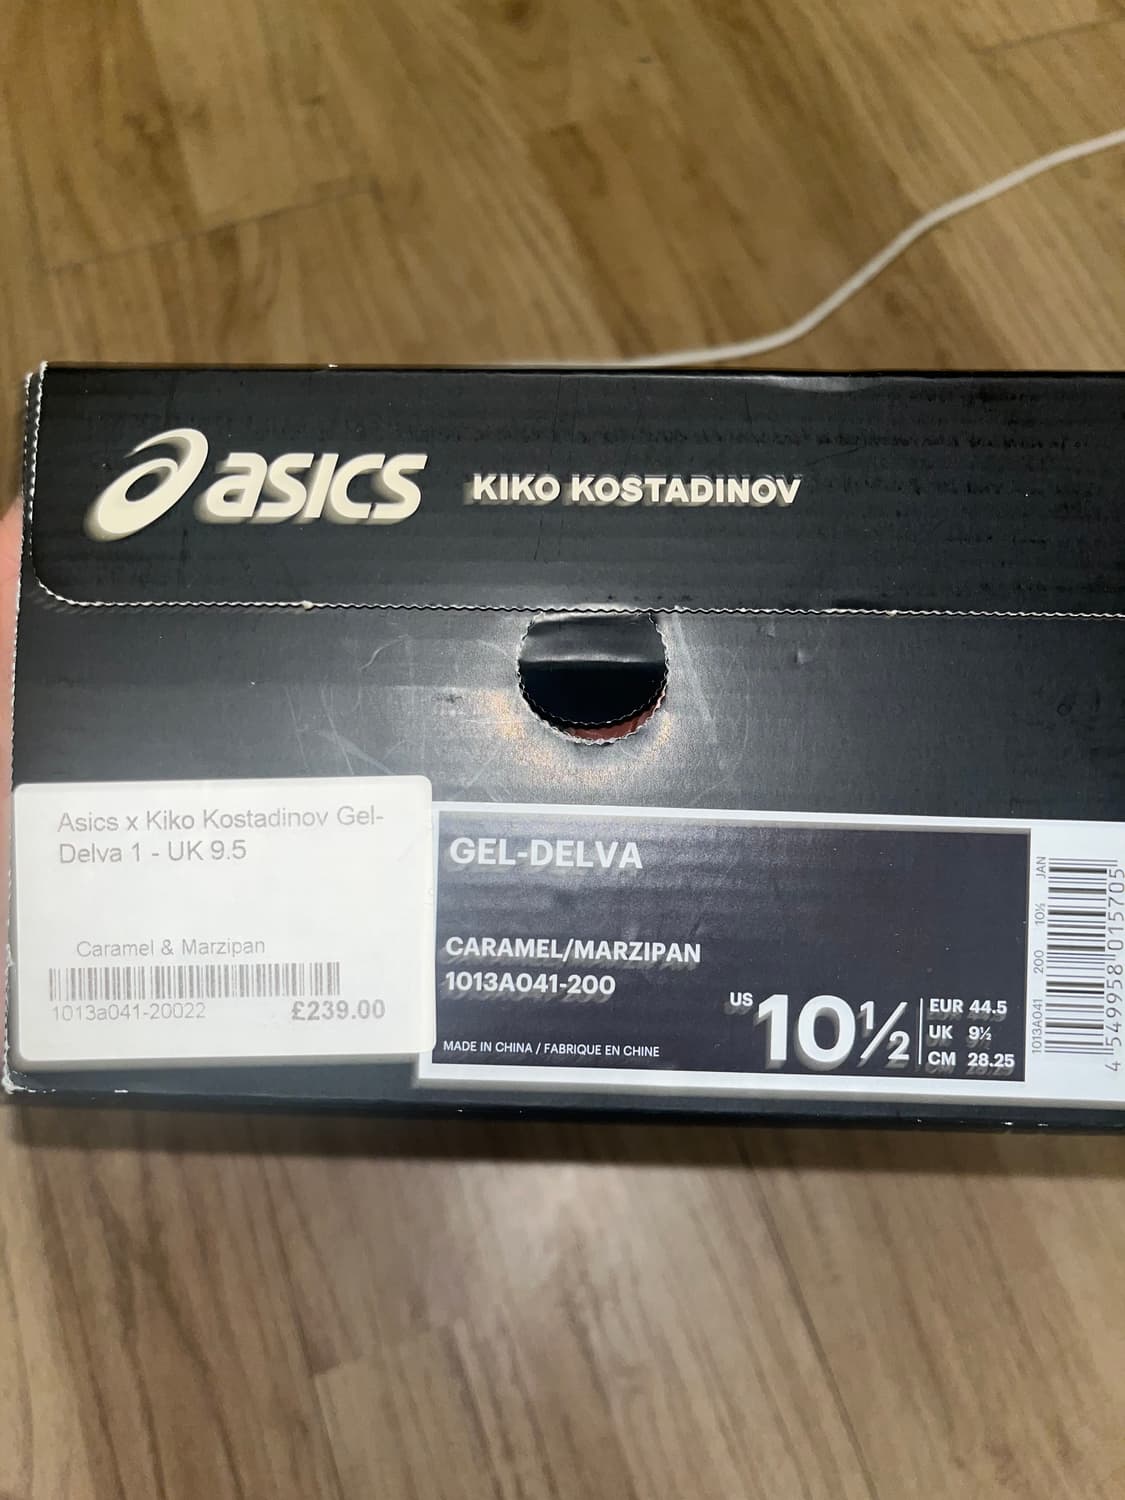 asics KIKO KOSTADINOV
Asics x Kiko Kostadinov Gel-
Delva 1 - UK 9.5
Caramel & Marzipan
1013a041-20022 £239.00
GEL-DELVA
CARAMEL/MARZIPAN
1013A041-200
MADE IN CHINA / FABRIQUE EN CHINE
US 10½
EUR 44.5
UK 9½
CM 28.25
1013A041 200 10½ JAN
4 549958 015705